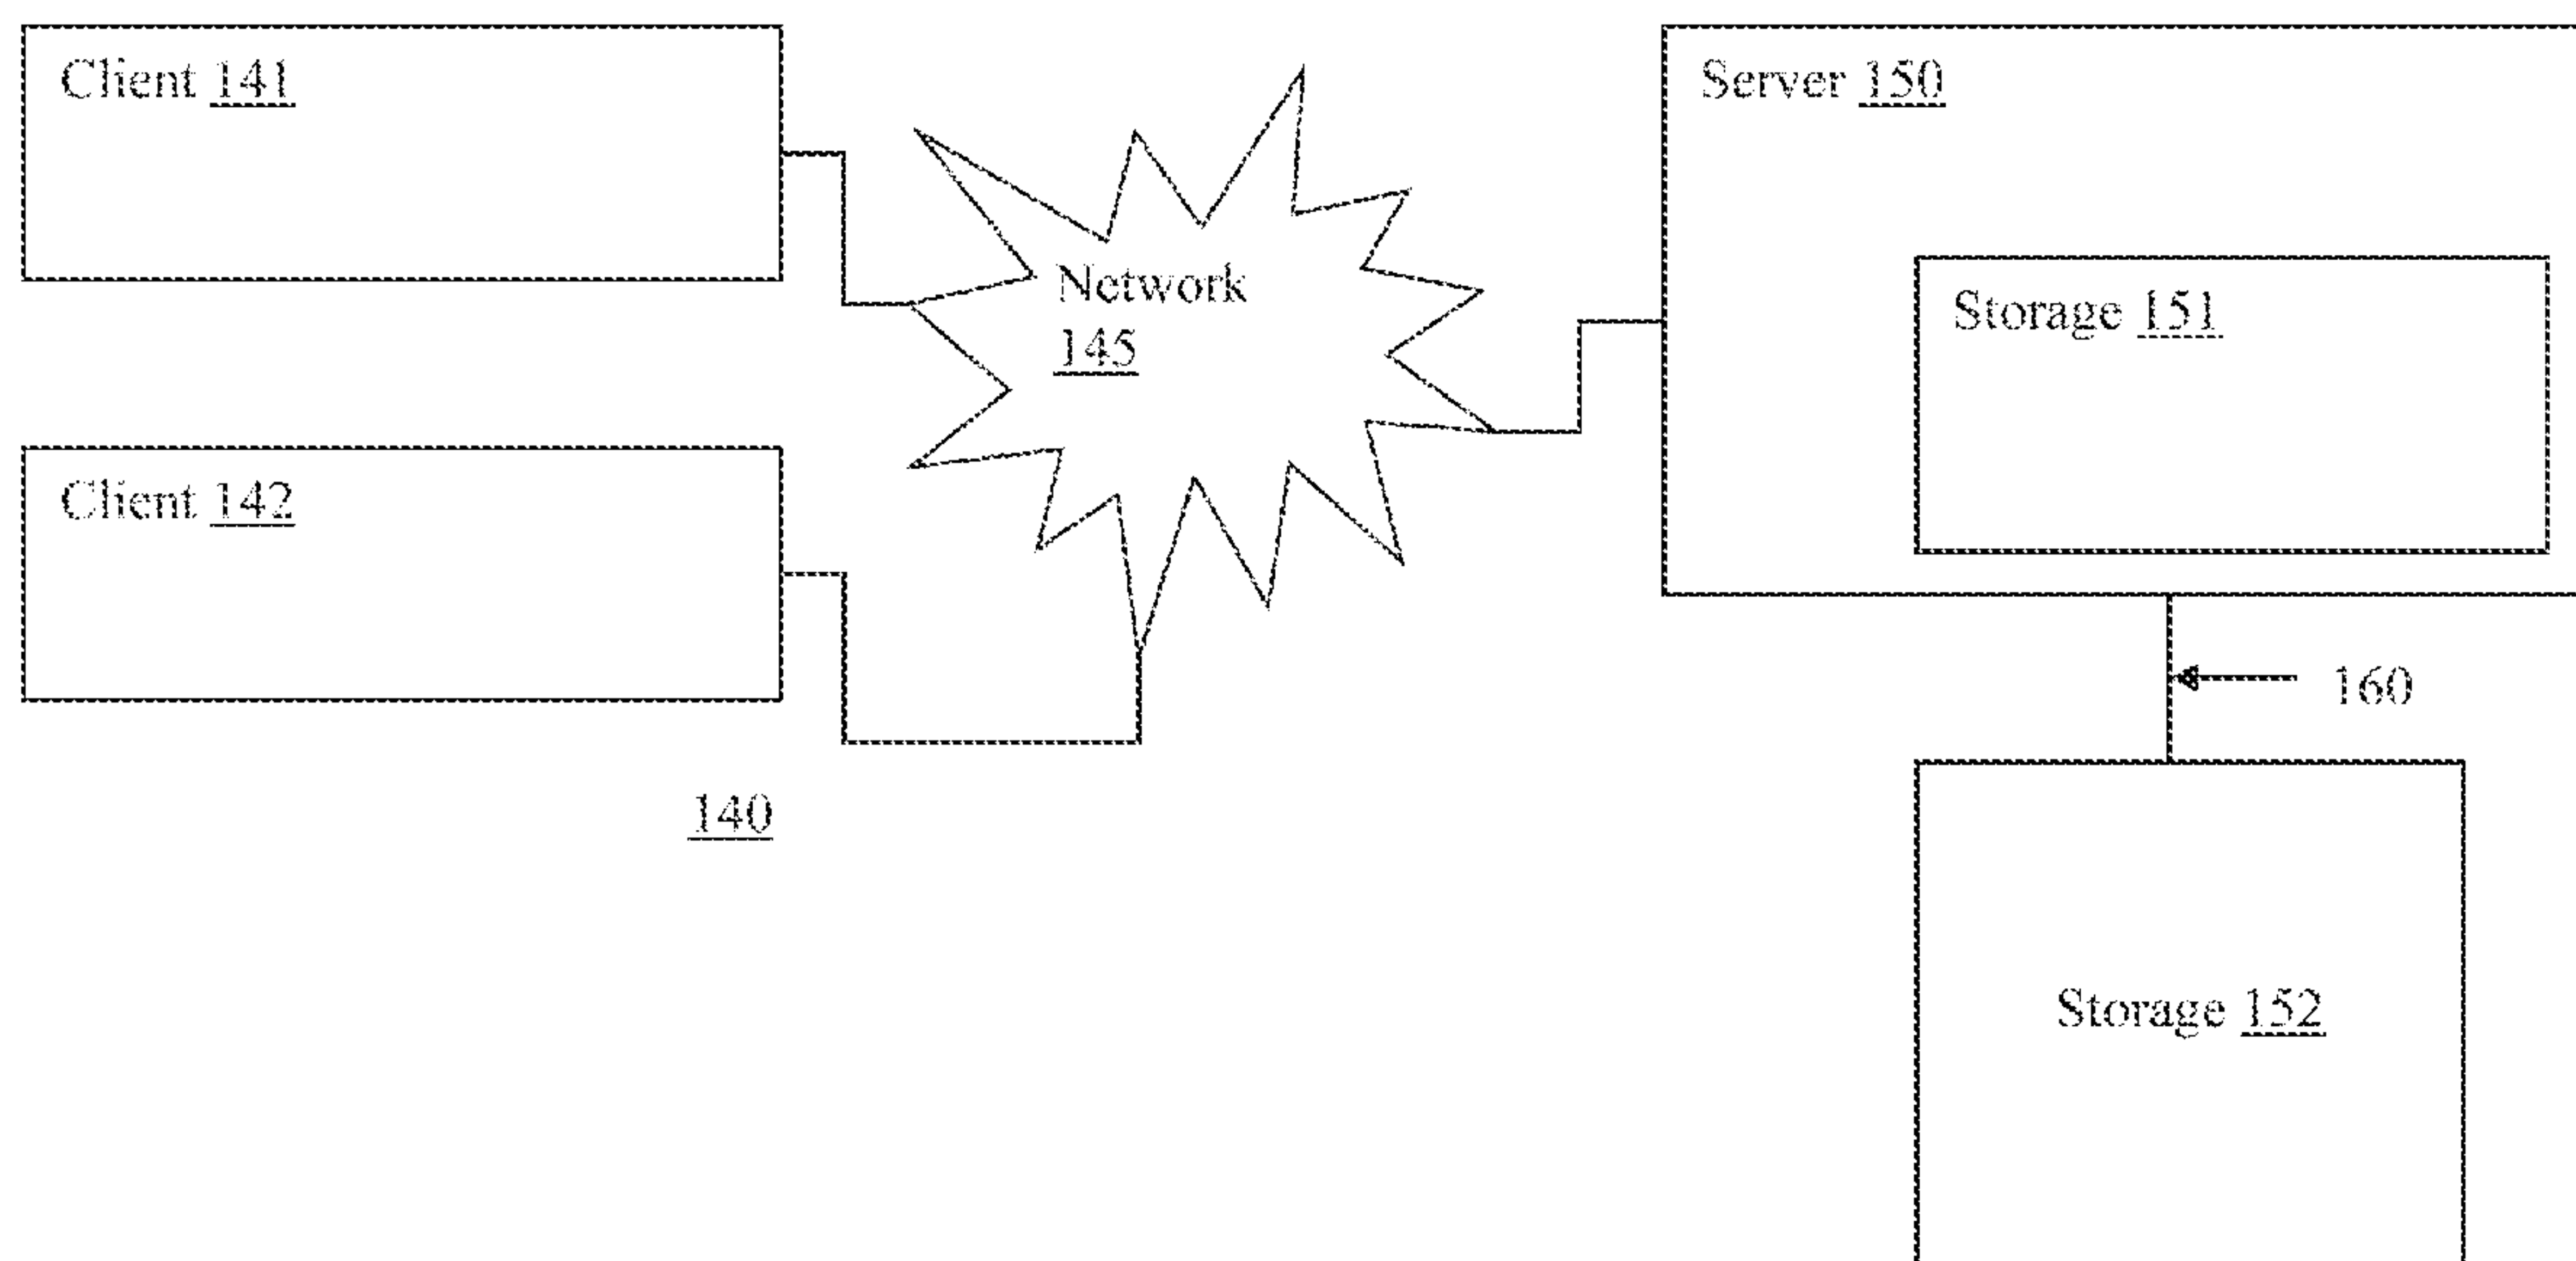 Client 141
Server 150
Network
145
Storage 151
Client 142
160
140
Storage 152